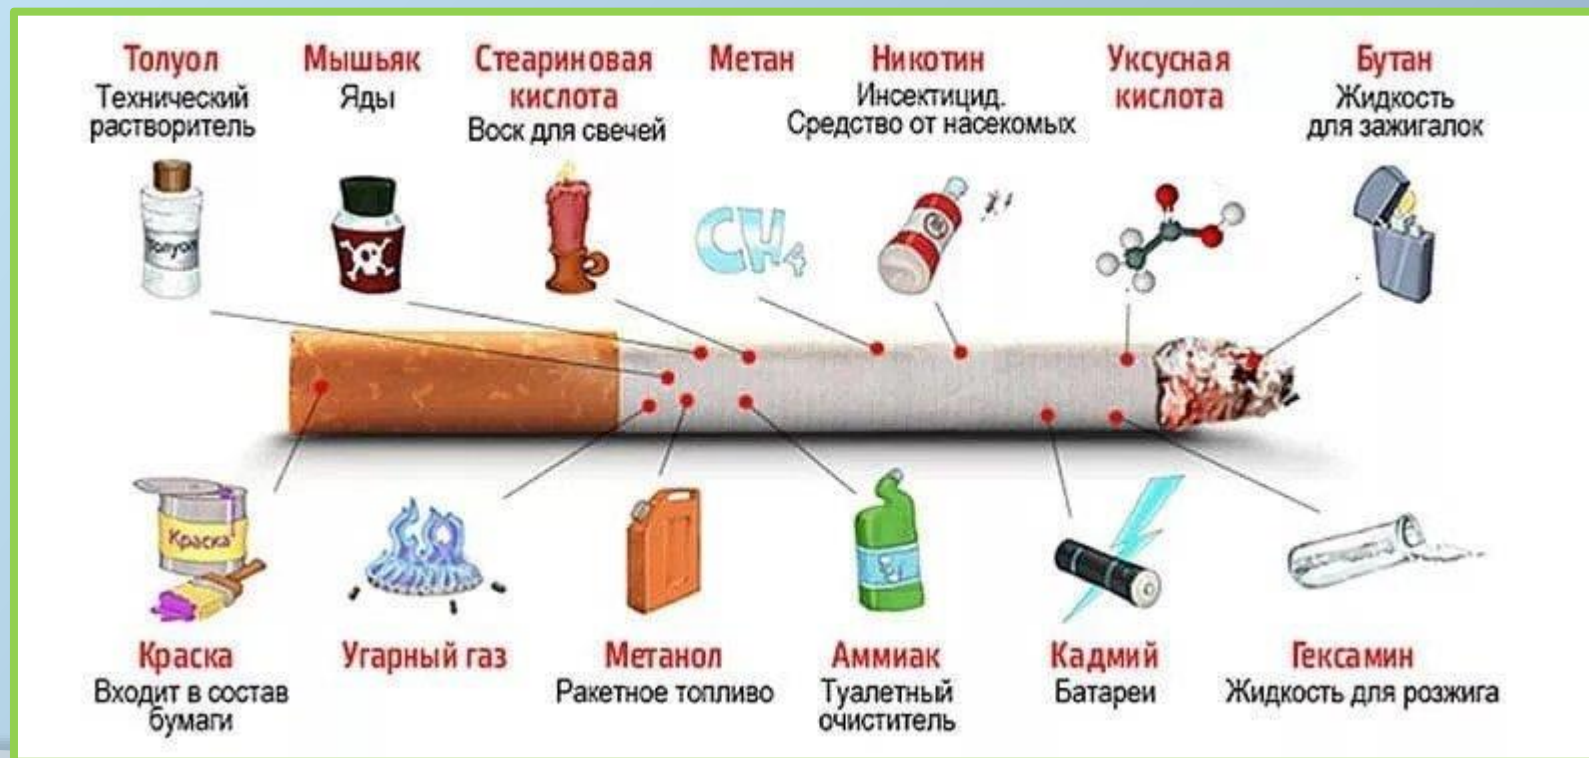 Толуол
Технический
растворитель
Мышьяк
Яды
Стеариновая
кислота
Воск для свечей
Метан
Никотин
Инсектицид.
Средство от насекомых
Уксусная
кислота
Бутан
Жидкость
для зажигалок
Толуол
CH4
Краска
Краска
Входит в состав
бумаги
Угарный газ
Метанол
Ракетное топливо
Аммиак
Туалетный
очиститель
Кадмий
Батареи
Гексамин
Жидкость для розжига